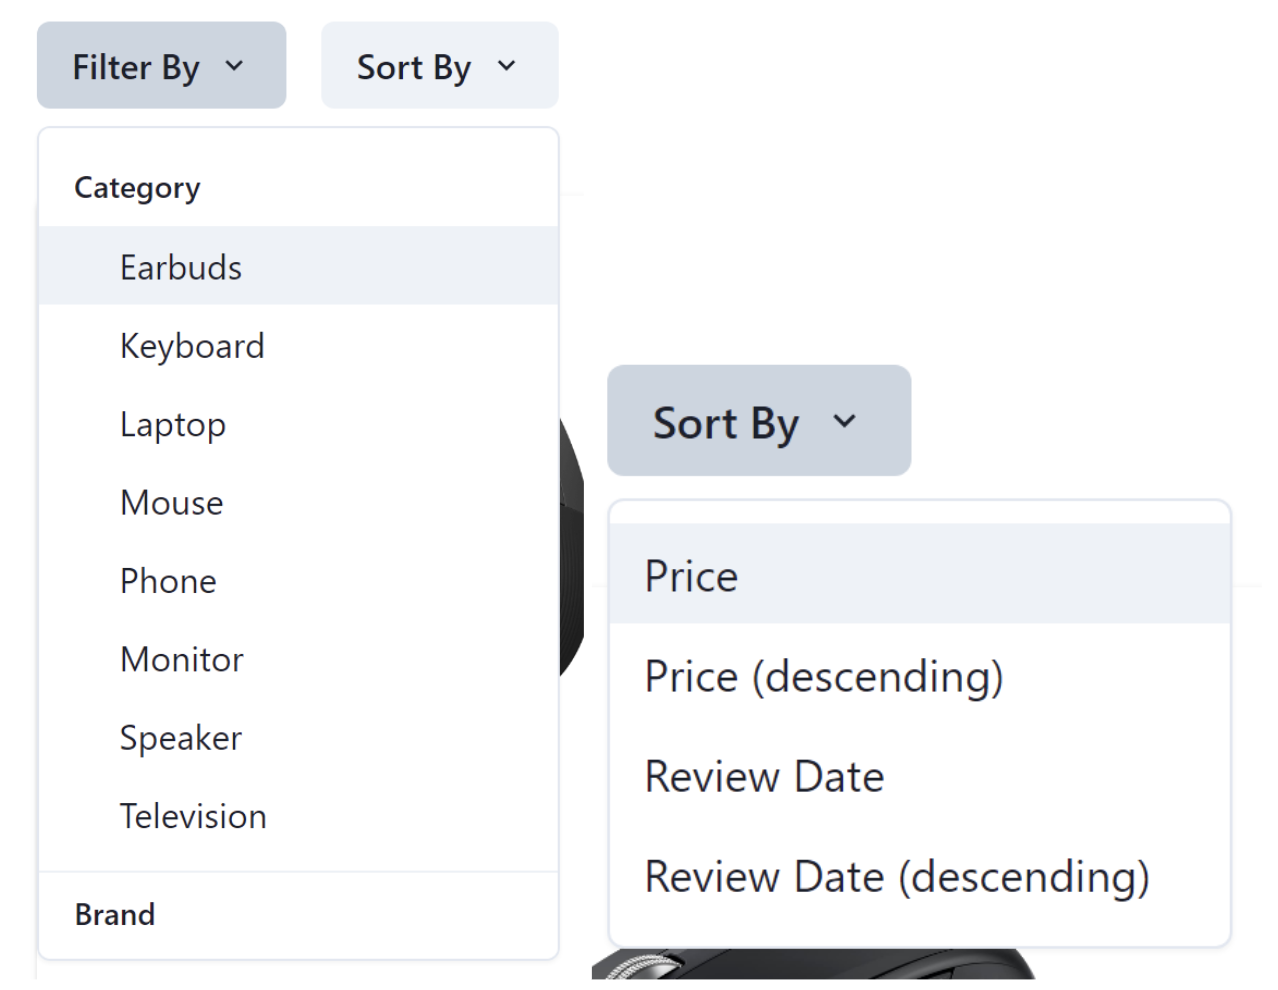 Filter By
Sort By
Category
Earbuds
Keyboard
Laptop
Mouse
Phone
Monitor
Speaker
Television
Brand
Sort By
Price
Price (descending)
Review Date
Review Date (descending)